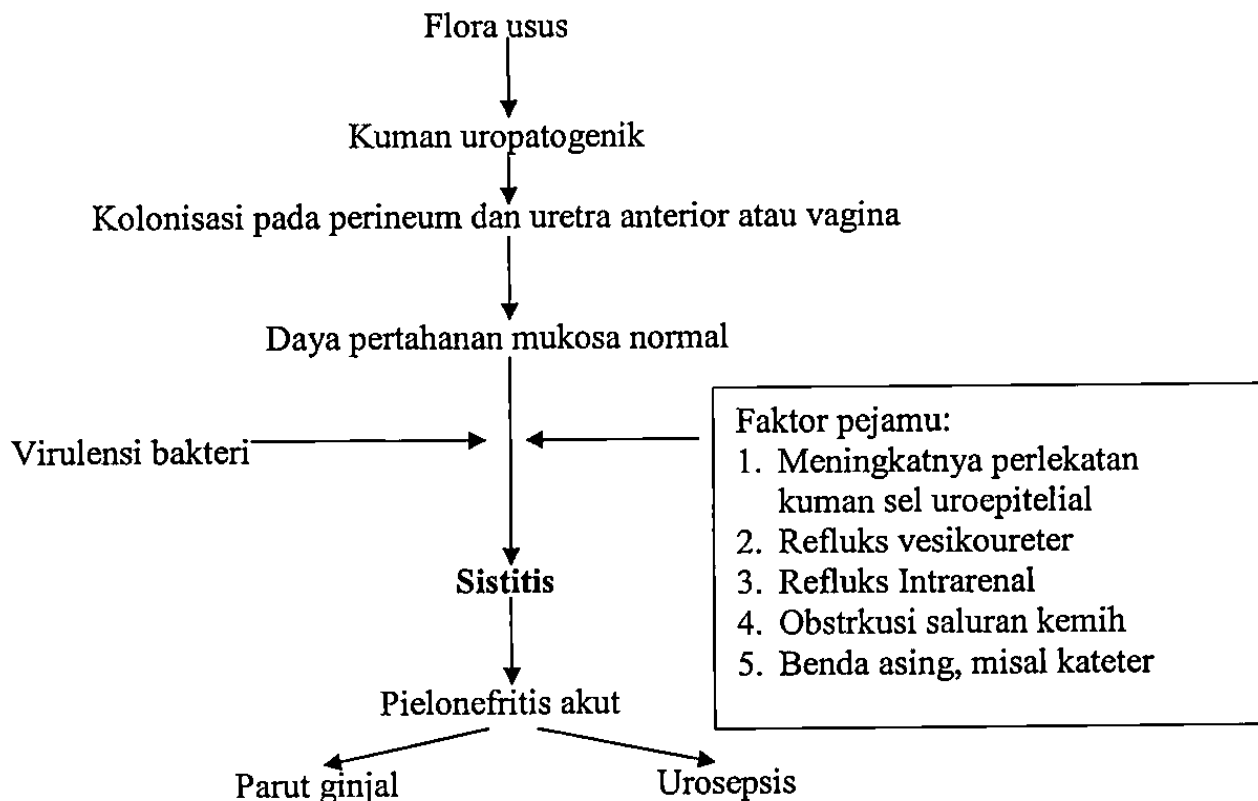 Flora usus
Kuman uropatogenik
Kolonisasi pada perineum dan uretra anterior atau vagina
Daya pertahanan mukosa normal
Virulensi bakteri
Faktor pejamu:
1. Meningkatnya perlekatan
kuman sel uroepitelial
2. Refluks vesikoureter
3. Refluks Intrarenal
4. Obstrkusi saluran kemih
5. Benda asing, misal kateter
Sistitis
Pielonefritis akut
Parut ginjal
Urosepsis